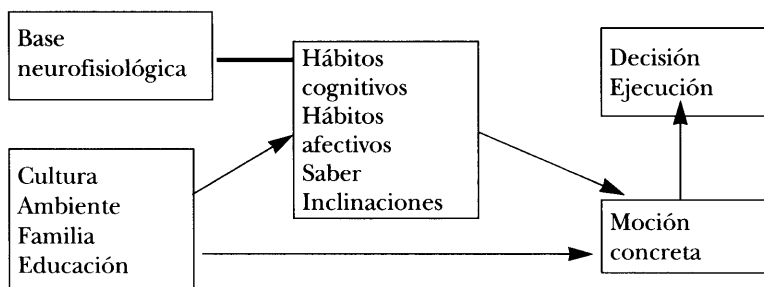 Base
neurofisiológica
Hábitos
cognitivos
Hábitos
afectivos
Saber
Inclinaciones
Decisión
Ejecución
Cultura
Ambiente
Familia
Educación
Moción
concreta